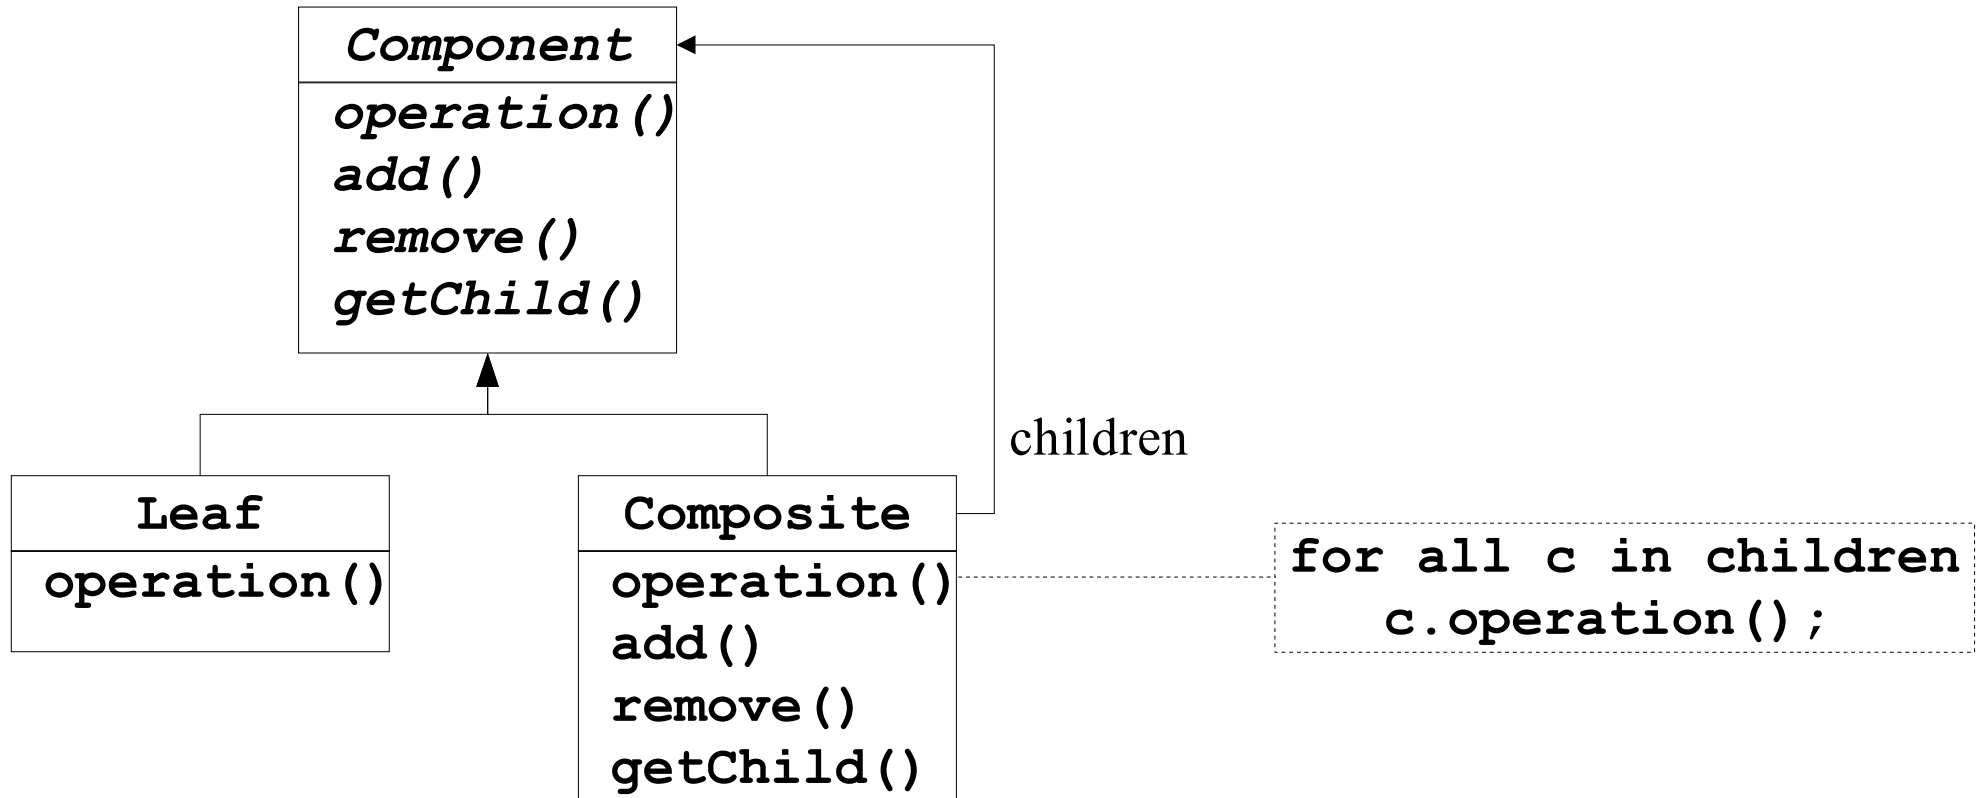 Component
operation()
add()
remove()
getChild()
children
Leaf
operation()
Composite
operation()
add()
remove()
getChild()
for all c in children
c.operation();